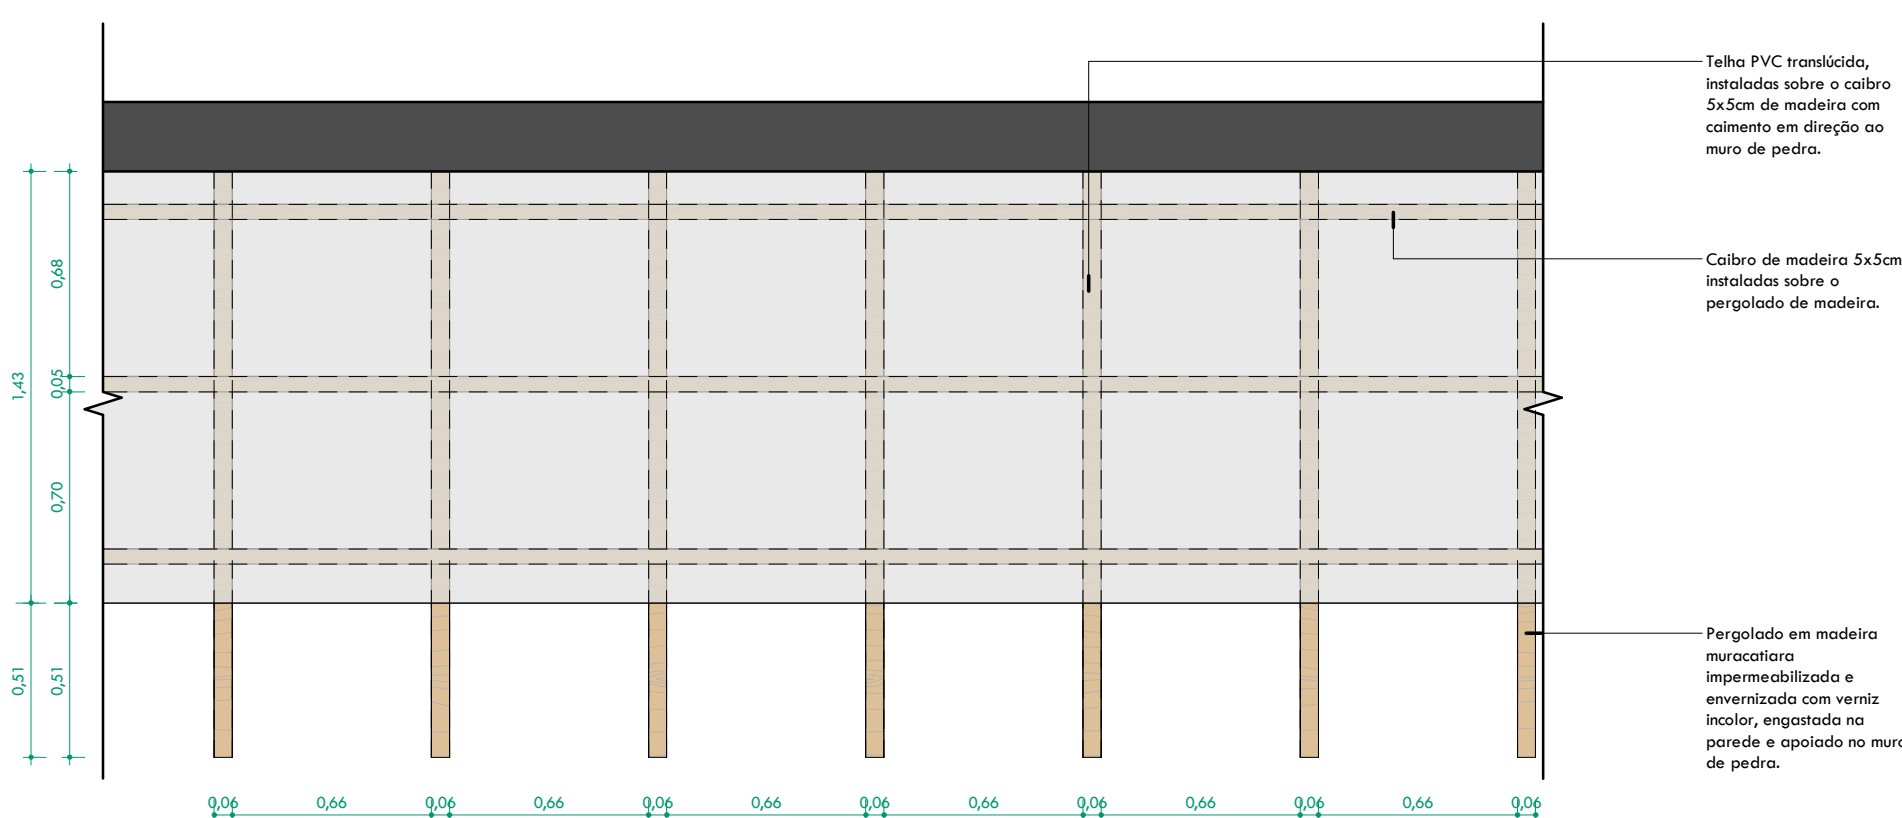 Telha PVC translúcida,
instaladas sobre o caibro
5x5cm de madeira com
caimento em direção ao
muro de pedra.
Caibro de madeira 5x5cm
instaladas sobre o
pergolado de madeira.
Pergolado em madeira
muracatiara
impermeabilizada e
envernizada com verniz
incolor, engastada na
parede e apoiado no muro
de pedra.
1,43
0,51
0,68
0,05
0,70
0,51
0,06 0,66 0,06 0,66 0,06 0,66 0,06 0,66 0,06 0,66 0,06 0,66 0,06